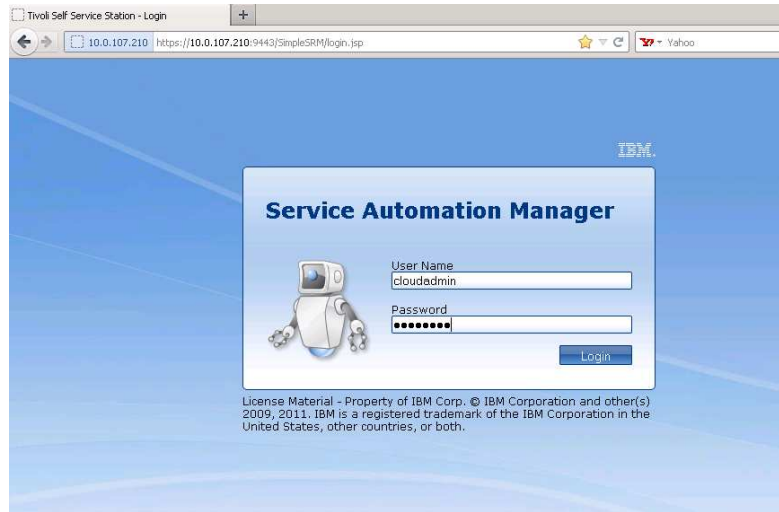 Tivoli Self Service Station - Login
10.0.107.210 https://10.0.107.210:9443/SimpleSRM/login.jsp
Yahoo
IBM.
Service Automation Manager
User Name
cloudadmin
Password
Login
License Material - Property of IBM Corp. © IBM Corporation and other(s)
2009, 2011. IBM is a registered trademark of the IBM Corporation in the
United States, other countries, or both.